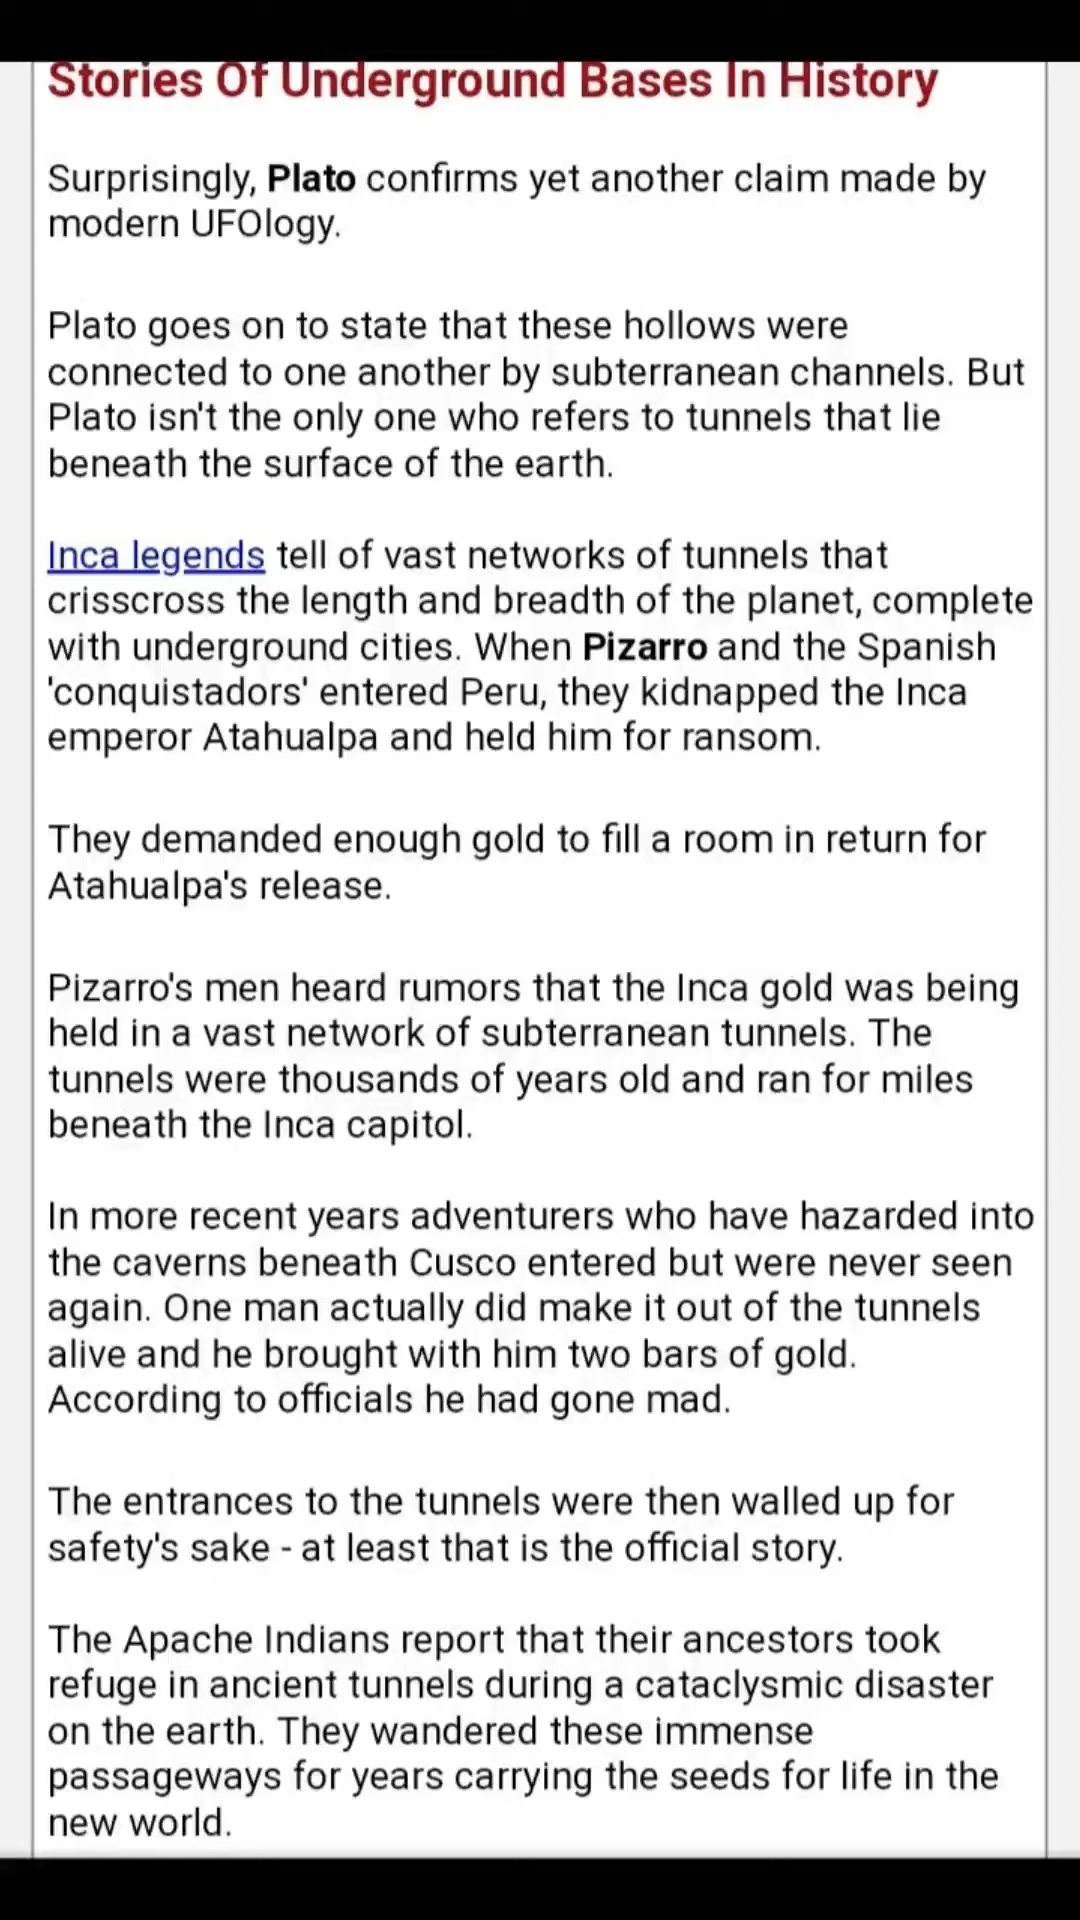 Stories Of Underground Bases In History
Surprisingly, Plato confirms yet another claim made by
modern UFOlogy.
Plato goes on to state that these hollows were
connected to one another by subterranean channels. But
Plato isn't the only one who refers to tunnels that lie
beneath the surface of the earth.
Inca legends tell of vast networks of tunnels that
crisscross the length and breadth of the planet, complete
with underground cities. When Pizarro and the Spanish
'conquistadors' entered Peru, they kidnapped the Inca
emperor Atahualpa and held him for ransom.
They demanded enough gold to fill a room in return for
Atahualpa's release.
Pizarro's men heard rumors that the Inca gold was being
held in a vast network of subterranean tunnels. The
tunnels were thousands of years old and ran for miles
beneath the Inca capitol.
In more recent years adventurers who have hazarded into
the caverns beneath Cusco entered but were never seen
again. One man actually did make it out of the tunnels
alive and he brought with him two bars of gold.
According to officials he had gone mad.
The entrances to the tunnels were then walled up for
safety's sake - at least that is the official story.
The Apache Indians report that their ancestors took
refuge in ancient tunnels during a cataclysmic disaster
on the earth. They wandered these immense
passageways for years carrying the seeds for life in the
new world.